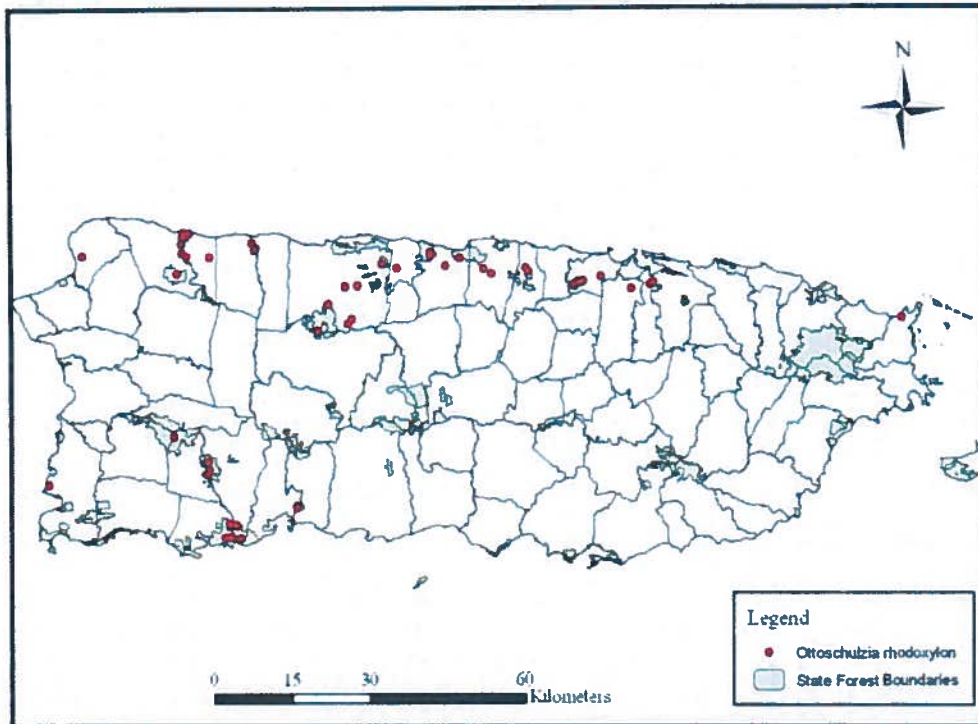 N
Legend
Ottoschulzia rhodoxylon
State Forest Boundaries
0 15 30 60
Kilometers